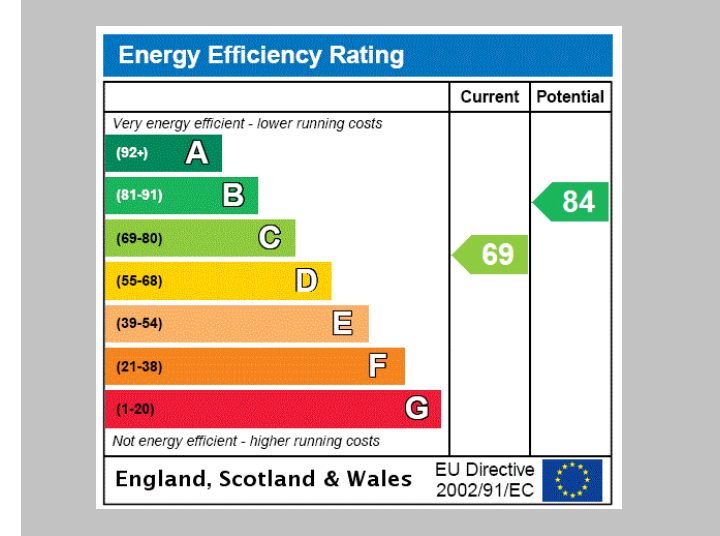 Energy Efficiency Rating
Current Potential
Very energy efficient - lower running costs
(92+) A
(81-91) B
84
(69-80) C
69
(55-68) D
(39-54) E
(21-38) F
(1-20) G
Not energy efficient - higher running costs
England, Scotland & Wales
EU Directive
2002/91/EC